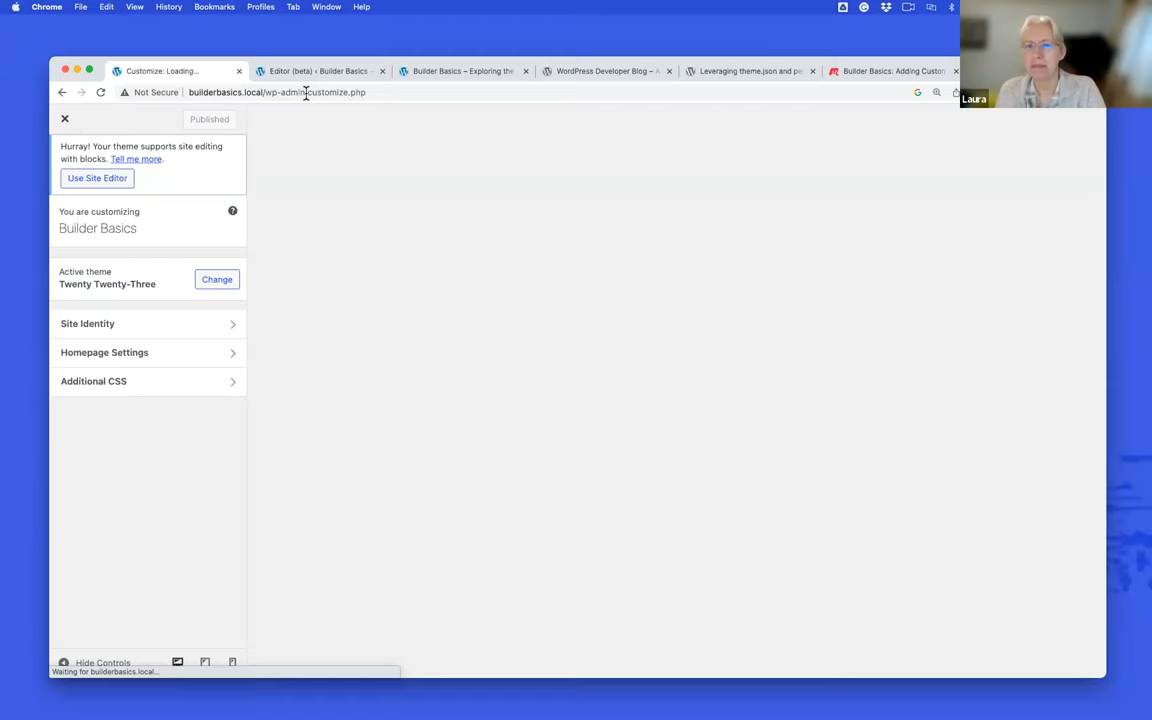 Chrome File Edit View History Bookmarks Profiles Tab Window Help
Customize: Loading... Editor (beta) ‹ Builder Basics Builder Basics – Exploring the WordPress Developer Blog – Leveraging theme.json and pe Builder Basics: Adding Custom
Not Secure builderbasics.local/wp-admin/customize.php
Laura
Published
Hurray! Your theme supports site editing
with blocks. Tell me more.
Use Site Editor
You are customizing
Builder Basics
Active theme
Twenty Twenty-Three
Change
Site Identity
Homepage Settings
Additional CSS
Hide Controls
Waiting for builderbasics.local...